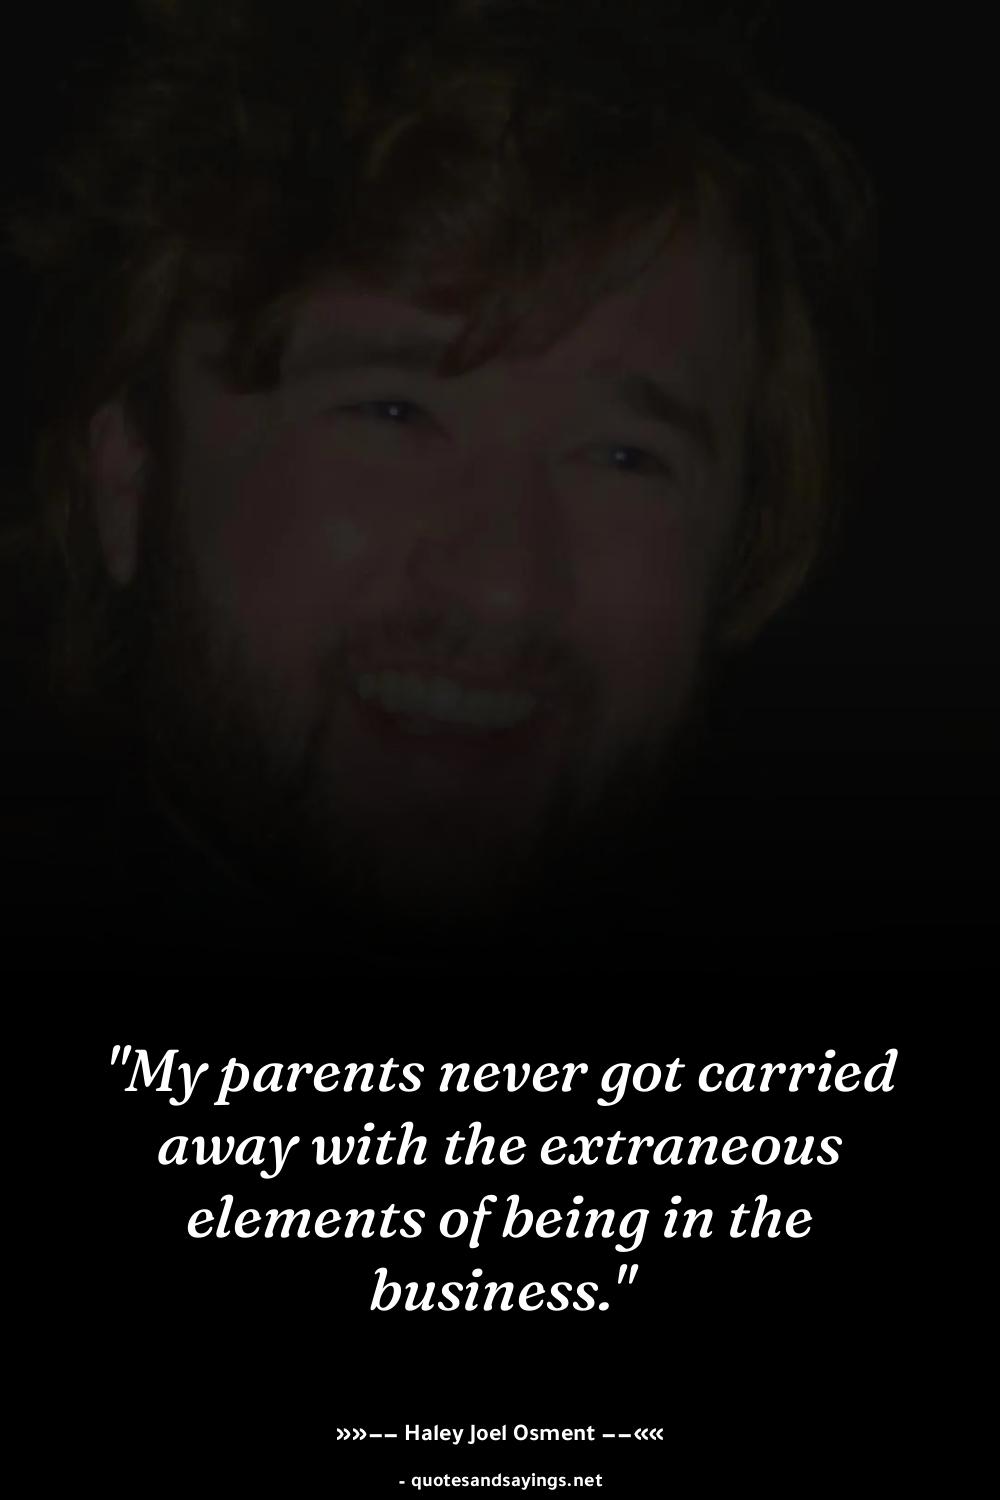 "My parents never got carried
away with the extraneous
elements of being in the
business."
»»−− Haley Joel Osment −−««
- quotesandsayings.net